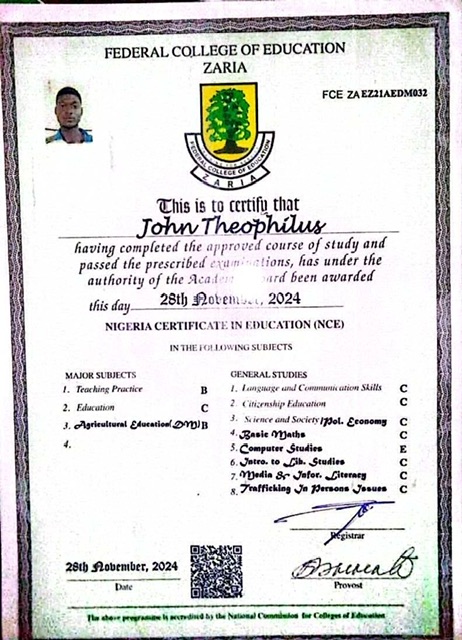 FEDERAL COLLEGE OF EDUCATION
ZARIA
FCE ZAEZ21AEDM032
FEDERAL COLLEGE OF EDUCATION
ZARIA
This is to certify that
John Theophilus
having completed the approved course of study and
passed the prescribed examinations, has under the
authority of the Academ ard been awarded
this day 28th November, 2024
NIGERIA CERTIFICATE IN EDUCATION (NCE)
IN THE FOLLOWING SUBJECTS
MAJOR SUBJECTS
1. Teaching Practice B
2. Education C
3. Agricultural Education(DM) B
4.
GENERAL STUDIES
1. Language and Communication Skills C
2. Citizenship Education C
3. Science and Society/Pol. Economy C
4. Basic Maths C
5. Computer Studies E
6. Intro. to Lib. Studies C
7. Media & Infor. Literacy C
8. Trafficking In Persons Issues C
Registrar
28th November, 2024
Date
Provost
The above programme is accredited by the National Commission for Colleges of Education